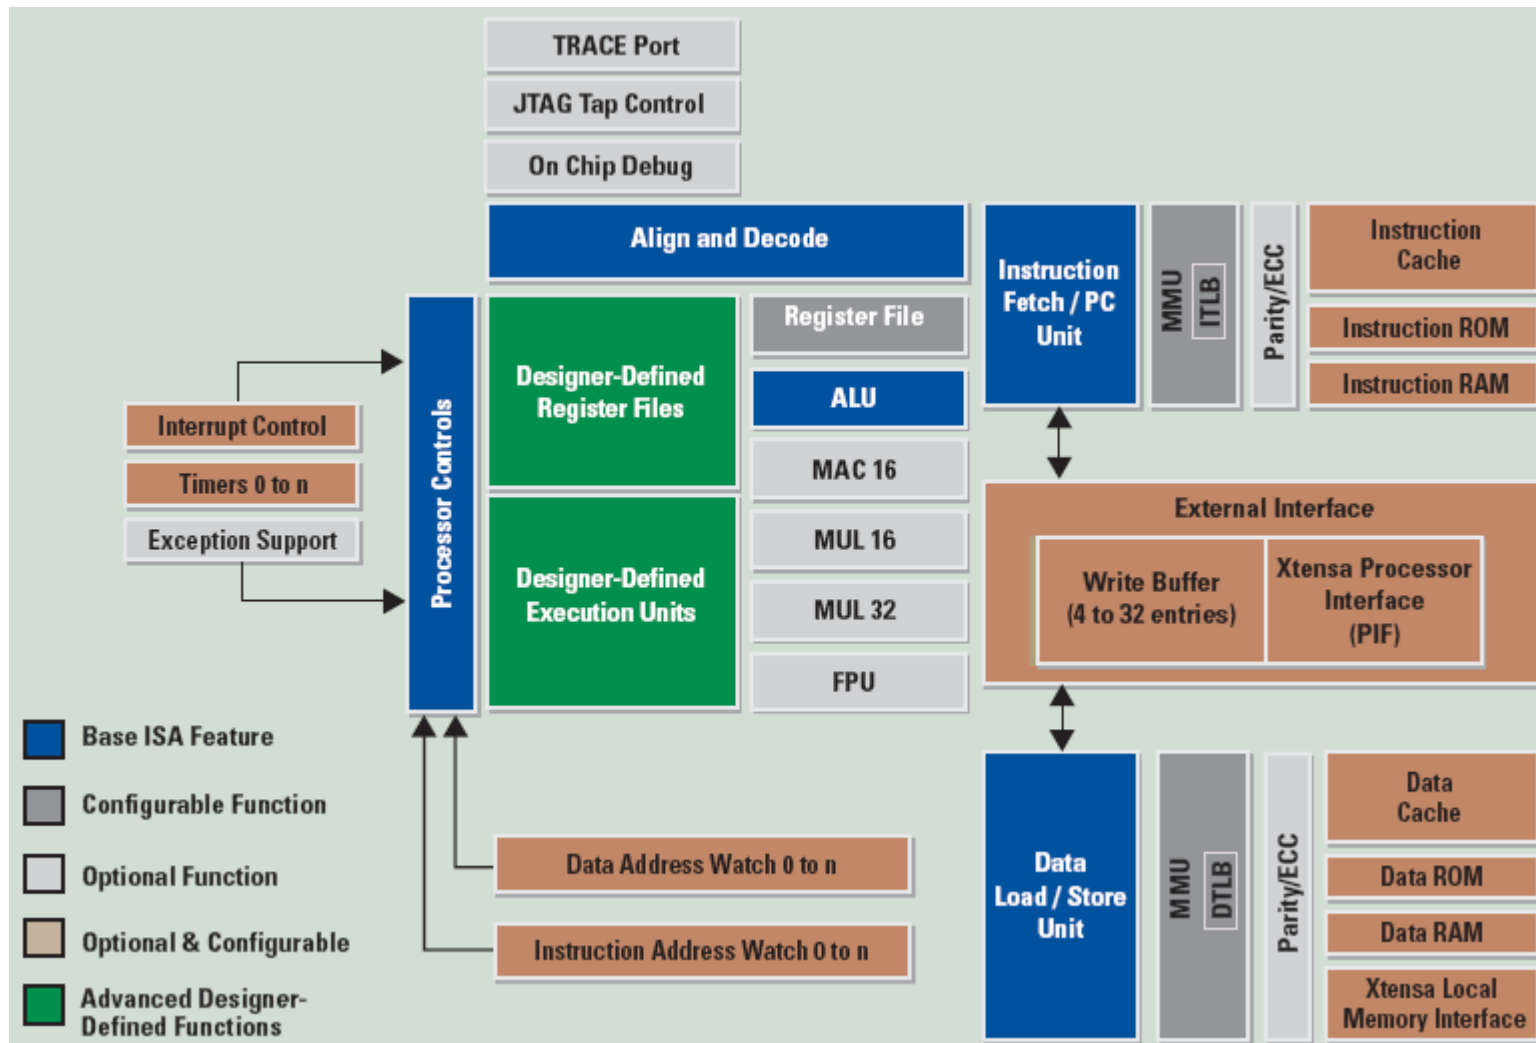 TRACE Port
JTAG Tap Control
On Chip Debug
Align and Decode
Instruction
Fetch / PC
Unit
MMU
ITLB
Parity/ECC
Instruction
Cache
Instruction ROM
Instruction RAM
Register File
Designer-Defined
Register Files
ALU
Interrupt Control
Timers 0 to n
Exception Support
Processor Controls
MAC 16
MUL 16
MUL 32
FPU
Designer-Defined
Execution Units
External Interface
Write Buffer
(4 to 32 entries)
Xtensa Processor
Interface
(PIF)
Base ISA Feature
Configurable Function
Optional Function
Optional & Configurable
Advanced Designer-
Defined Functions
Data Address Watch 0 to n
Instruction Address Watch 0 to n
Data
Load / Store
Unit
MMU
DTLB
Parity/ECC
Data
Cache
Data ROM
Data RAM
Xtensa Local
Memory Interface